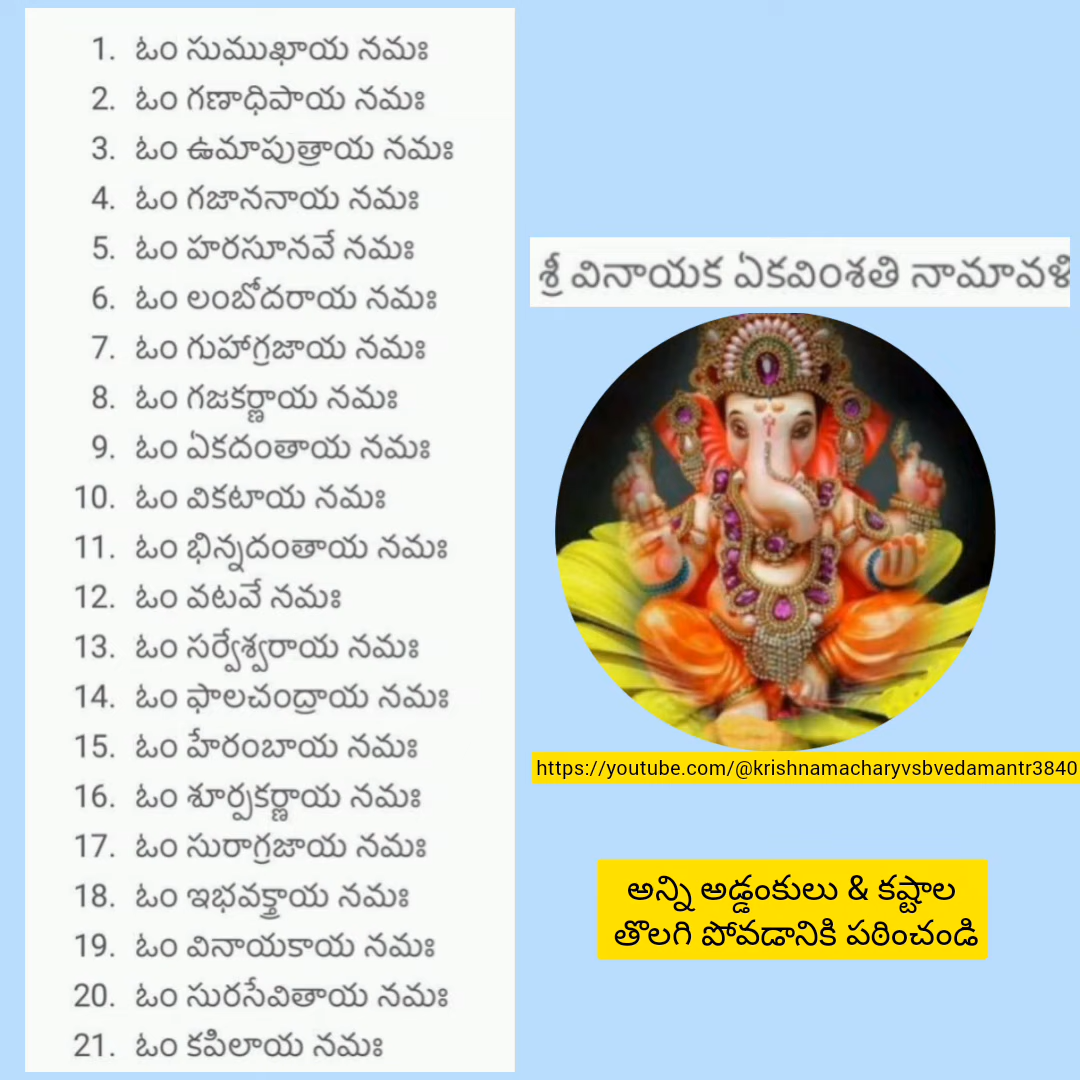 1. ఓం సుముఖాయ నమః
2. ఓం గణాధిపాయ నమః
3. ఓం ఉమాపుత్రాయ నమః
4. ఓం గజాననాయ నమః
5. ఓం హరసూనవే నమః
6. ఓం లంబోదరాయ నమః
7. ఓం గుహాగ్రజాయ నమః
8. ఓం గజకర్ణాయ నమః
9. ఓం ఏకదంతాయ నమః
10. ఓం వికటాయ నమః
11. ఓం భిన్నదంతాయ నమః
12. ఓం వటవే నమః
13. ఓం సర్వేశ్వరాయ నమః
14. ఓం ఫాలచంద్రాయ నమః
15. ఓం హేరంబాయ నమః
16. ఓం శూర్పకర్ణాయ నమః
17. ఓం సురాగ్రజాయ నమః
18. ఓం ఇభవక్త్రాయ నమః
19. ఓం వినాయకాయ నమః
20. ఓం సురసేవితాయ నమః
21. ఓం కపిలాయ నమః
శ్రీ వినాయక ఏకవింశతి నామావళి
https://youtube.com/@krishnamacharyvsbvedamantr3840
అన్ని అడ్డంకులు & కష్టాల
తొలగి పోవడానికి పఠించండి